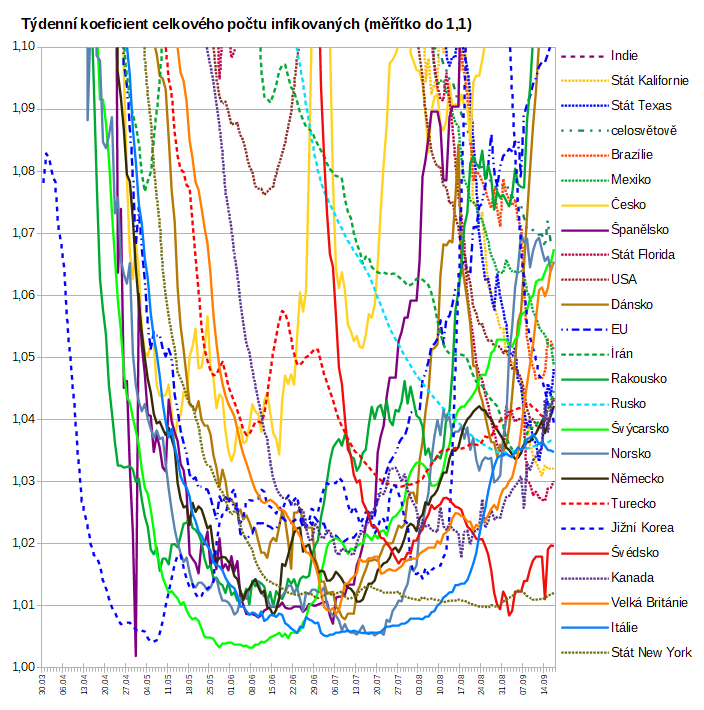 Týdenní koeficient celkového počtu infikovaných (měřítko do 1,1)
1,10
1,09
1,08
1,07
1,06
1,05
1,04
1,03
1,02
1,01
1,00
30.03
06.04
13.04
20.04
27.04
04.05
11.05
18.05
25.05
01.06
08.06
15.06
22.06
29.06
06.07
13.07
20.07
27.07
03.08
10.08
17.08
24.08
31.08
07.09
14.09
Indie
Stát Kalifornie
Stát Texas
celosvětově
Brazílie
Mexiko
Česko
Španělsko
Stát Florida
USA
Dánsko
EU
Írán
Rakousko
Rusko
Švýcarsko
Norsko
Německo
Turecko
Jižní Korea
Švédsko
Kanada
Velká Británie
Itálie
Stát New York